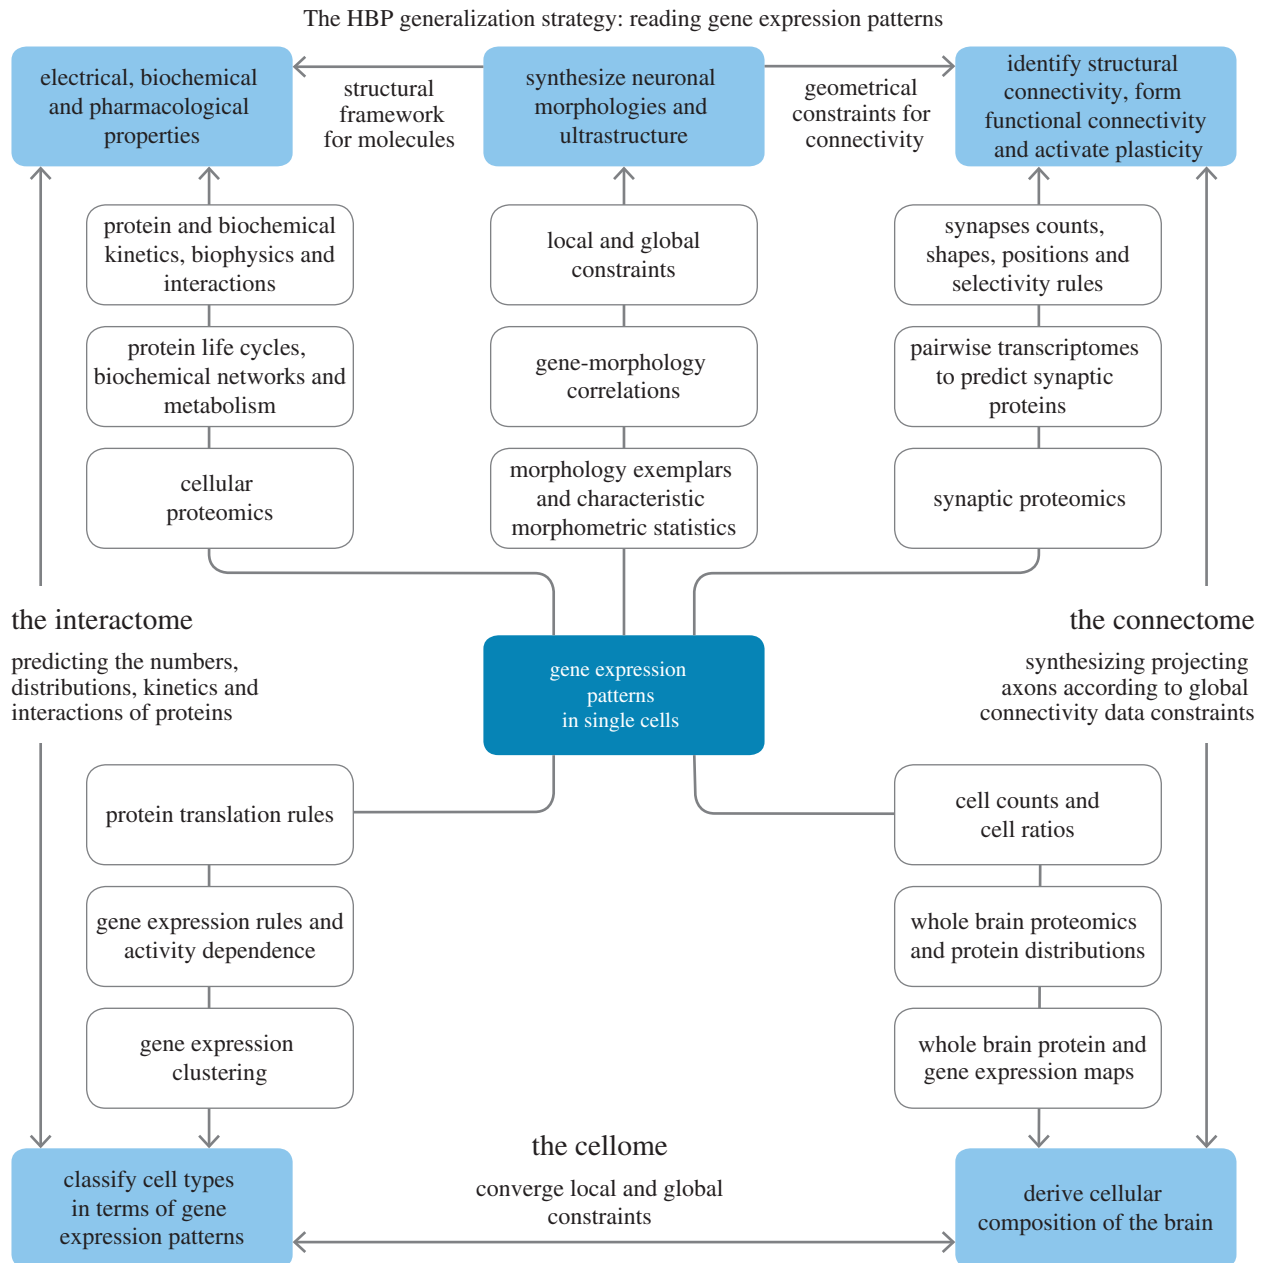 The HBP generalization strategy: reading gene expression patterns
electrical, biochemical
and pharmacological
properties
structural
framework
for molecules
synthesize neuronal
morphologies and
ultrastructure
geometrical
constraints for
connectivity
identify structural
connectivity, form
functional connectivity
and activate plasticity
protein and biochemical
kinetics, biophysics and
interactions
local and global
constraints
synapses counts,
shapes, positions and
selectivity rules
protein life cycles,
biochemical networks and
metabolism
gene-morphology
correlations
pairwise transcriptomes
to predict synaptic
proteins
cellular
proteomics
morphology exemplars
and characteristic
morphometric statistics
synaptic proteomics
the interactome
predicting the numbers,
distributions, kinetics and
interactions of proteins
gene expression
patterns
in single cells
the connectome
synthesizing projecting
axons according to global
connectivity data constraints
protein translation rules
cell counts and
cell ratios
gene expression rules and
activity dependence
whole brain proteomics
and protein distributions
gene expression
clustering
whole brain protein and
gene expression maps
classify cell types
in terms of gene
expression patterns
the cellome
converge local and global
constraints
derive cellular
composition of the brain